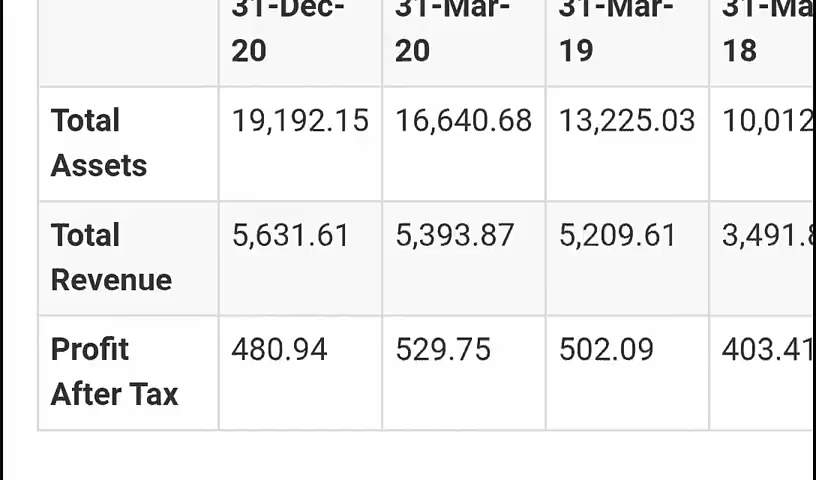 31-Dec- 31-Mar- 31-Mar- 31-Ma
20 20 19 18
Total 19,192.15 16,640.68 13,225.03 10,012
Assets
Total 5,631.61 5,393.87 5,209.61 3,491.8
Revenue
Profit 480.94 529.75 502.09 403.41
After Tax